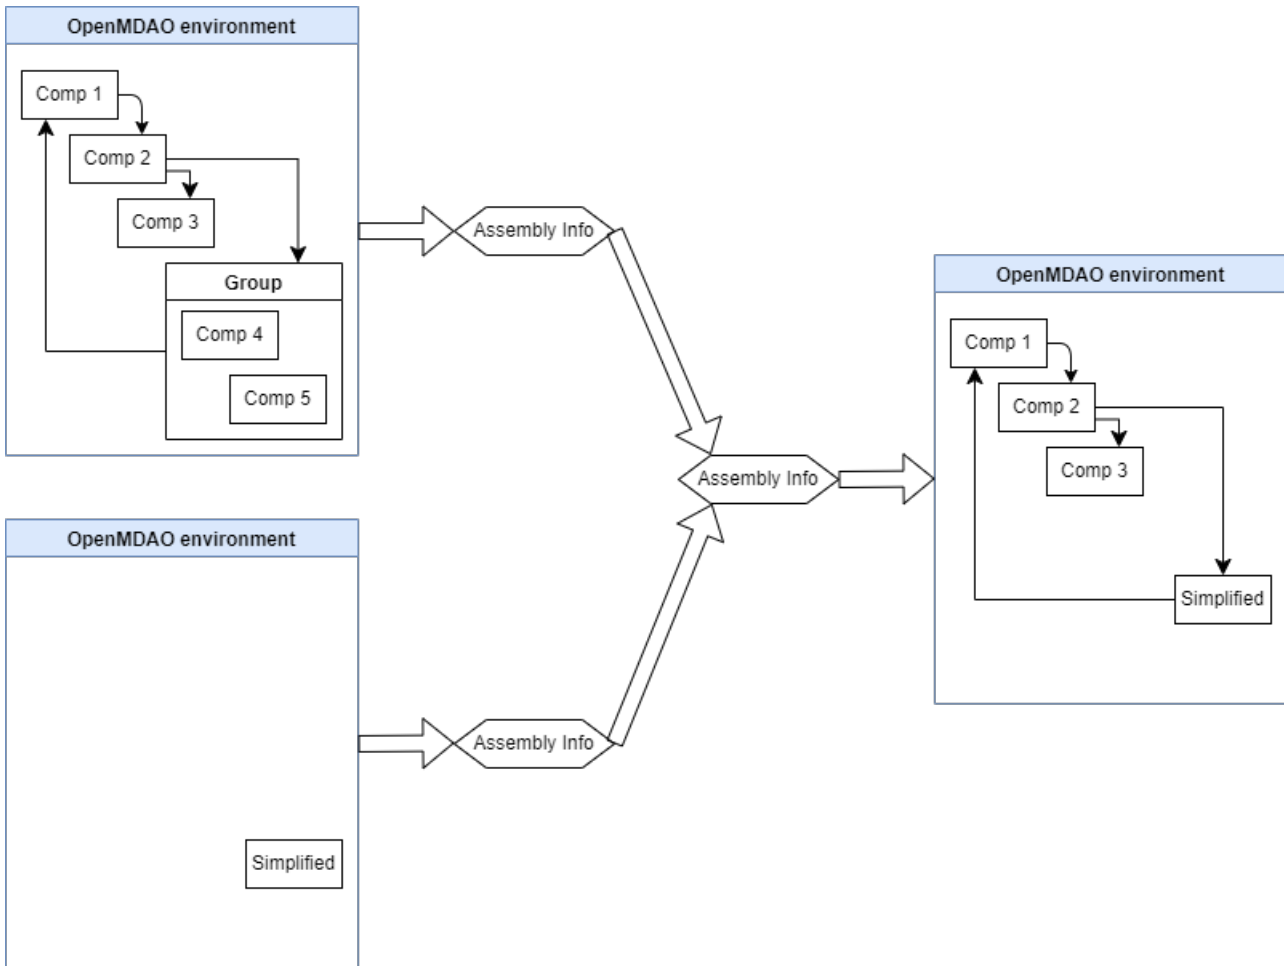 OpenMDAO environment
Comp 1
Comp 2
Comp 3
Group
Comp 4
Comp 5
Assembly Info
OpenMDAO environment
Simplified
Assembly Info
Assembly Info
OpenMDAO environment
Comp 1
Comp 2
Comp 3
Simplified